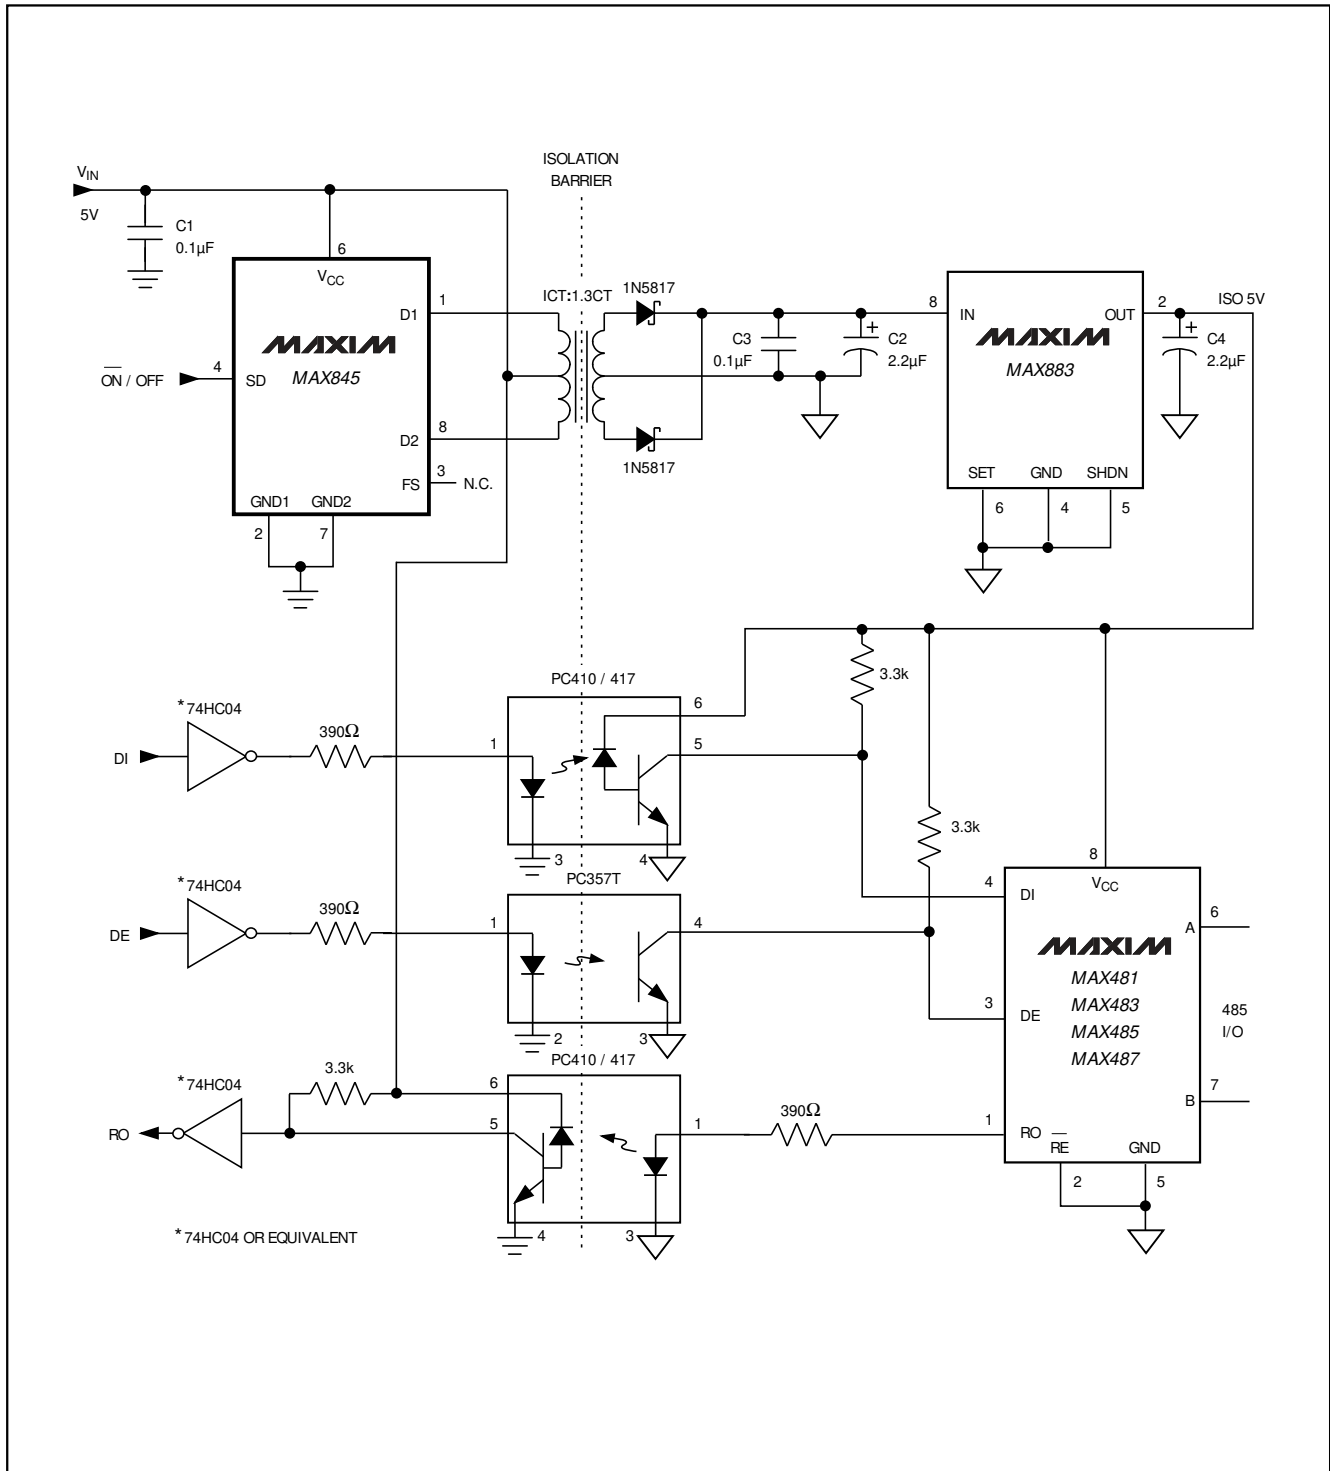 ISOLATION
BARRIER
VIN
5V
C1
0.1µF
6
VCC
MAXIM
MAX845
D1
1
ON / OFF
4
SD
D2
8
FS
3
N.C.
GND1
GND2
2
7
ICT:1.3CT
1N5817
1N5817
C3
0.1µF
+
C2
2.2µF
8
IN
OUT
2
MAXIM
MAX883
SET
GND
SHDN
6
4
5
ISO 5V
+
C4
2.2µF
PC410 / 417
*74HC04
DI
390Ω
1
6
5
3
4
3.3k
3.3k
PC357T
*74HC04
DE
390Ω
1
4
2
3
PC410 / 417
*74HC04
RO
3.3k
6
5
4
1
3
390Ω
8
VCC
4
DI
MAXIM
MAX481
MAX483
MAX485
MAX487
3
DE
1
RO
RE
GND
2
5
A
6
485
I/O
B
7
*74HC04 OR EQUIVALENT